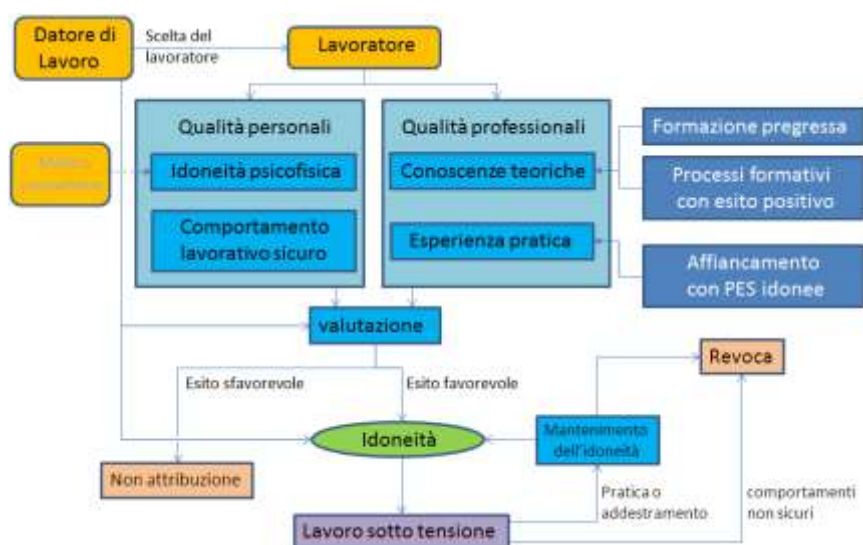 Datore di
Lavoro
Scelta del
lavoratore
Lavoratore
Qualità personali
Idoneità psicofisica
Comportamento
lavorativo sicuro
Qualità professionali
Conoscenze teoriche
Esperienza pratica
Formazione pregressa
Processi formativi
con esito positivo
Affiancamento
con PES idonee
valutazione
Esito sfavorevole
Esito favorevole
Revoca
Idoneità
Mantenimento
dell'idoneità
Non attribuzione
Pratica o
addestramento
comportamenti
non sicuri
Lavoro sotto tensione